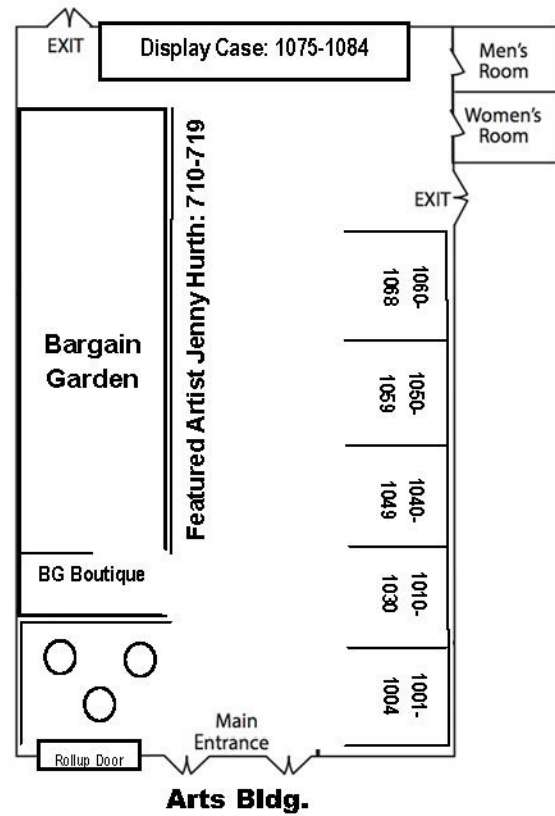 EXIT
Display Case: 1075-1084
Men's
Room
Women's
Room
EXIT
Featured Artist Jenny Hurth: 710-719
Bargain
Garden
1060-
1068
1050-
1059
1040-
1049
1010-
1030
1001-
1004
BG Boutique
Main
Entrance
Rollup Door
Arts Bldg.